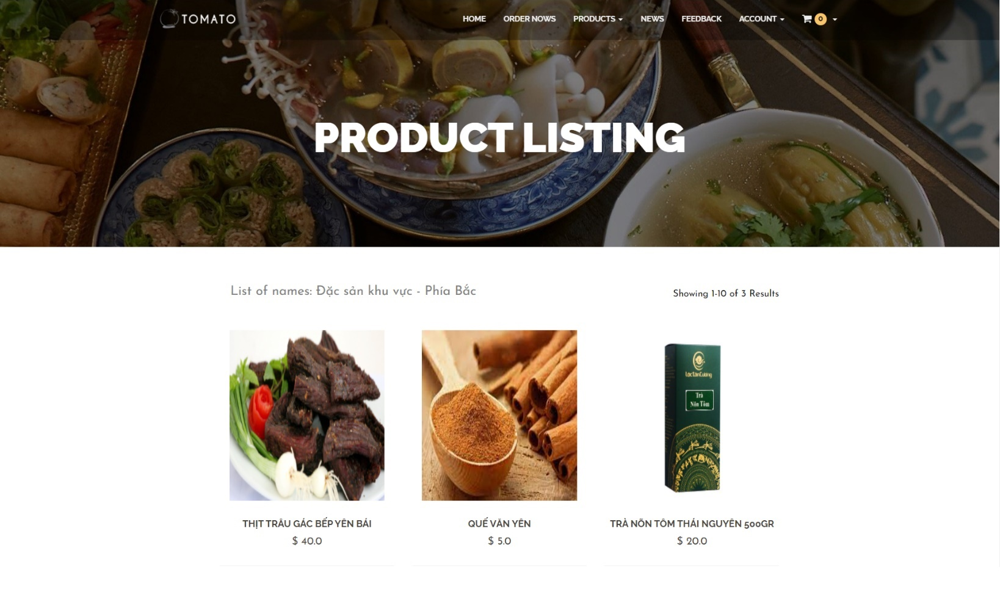 TOMATO
HOME ORDER NOWS PRODUCTS NEWS FEEDBACK ACCOUNT 0
PRODUCT LISTING
List of names: Đặc sản khu vực - Phía Bắc
Showing 1-10 of 3 Results
LocTanCuong
Trà
Nõn Tôm
THỊT TRÂU GÁC BẾP YÊN BÁI
$ 40.0
QUẾ VĂN YÊN
$ 5.0
TRÀ NÕN TÔM THÁI NGUYÊN 500GR
$ 20.0